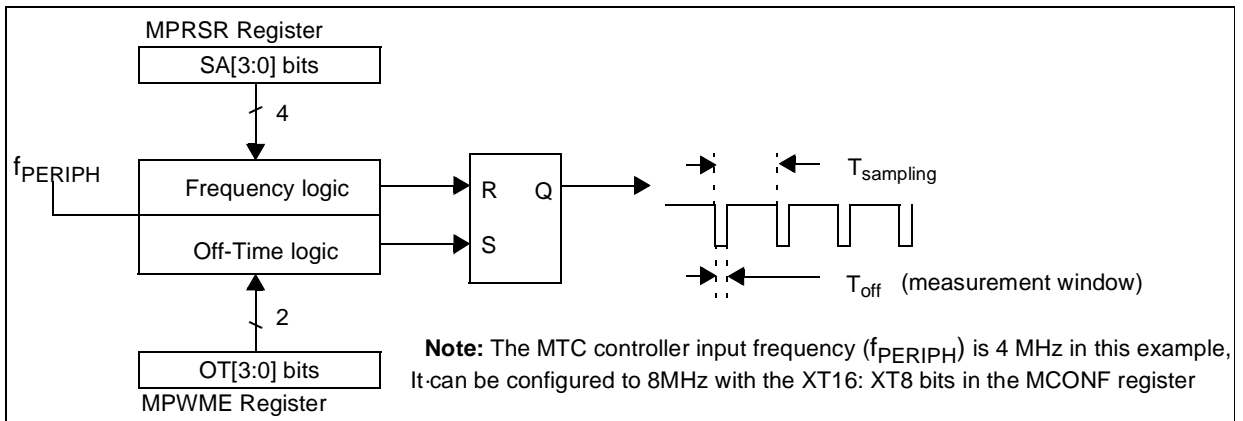 MPRSR Register
SA[3:0] bits
4
fPERIPH
Frequency logic
R Q
Tsampling
Off-Time logic
S
Toff (measurement window)
2
OT[3:0] bits
MPWME Register
Note: The MTC controller input frequency (fPERIPH) is 4 MHz in this example,
It·can be configured to 8MHz with the XT16: XT8 bits in the MCONF register